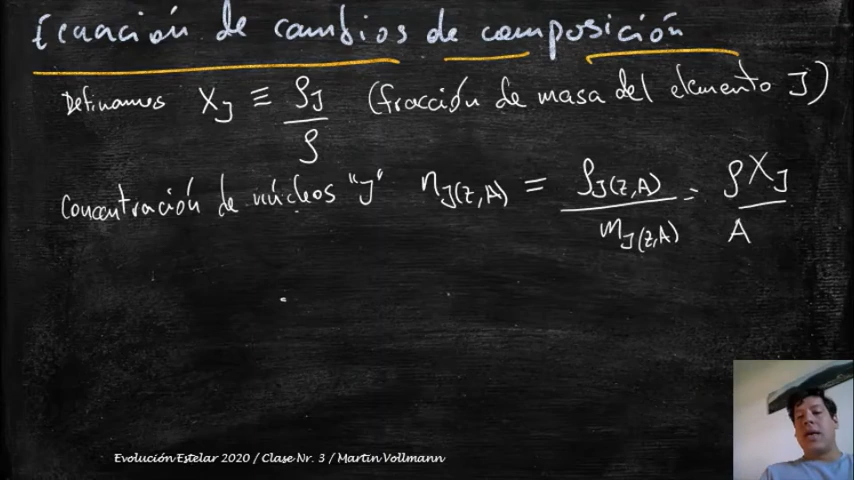 Ecuación de cambios de composición
Definamos X_J ≡ ρ_J / ρ (fracción de masa del elemento J)
Concentración de núcleos "J" n_J(Z,A) ≡ ρ_J(Z,A) / m_J(Z,A) = ρ X_J / A
Evolución Estelar 2020 / Clase Nr. 3 / Martin Vollmann